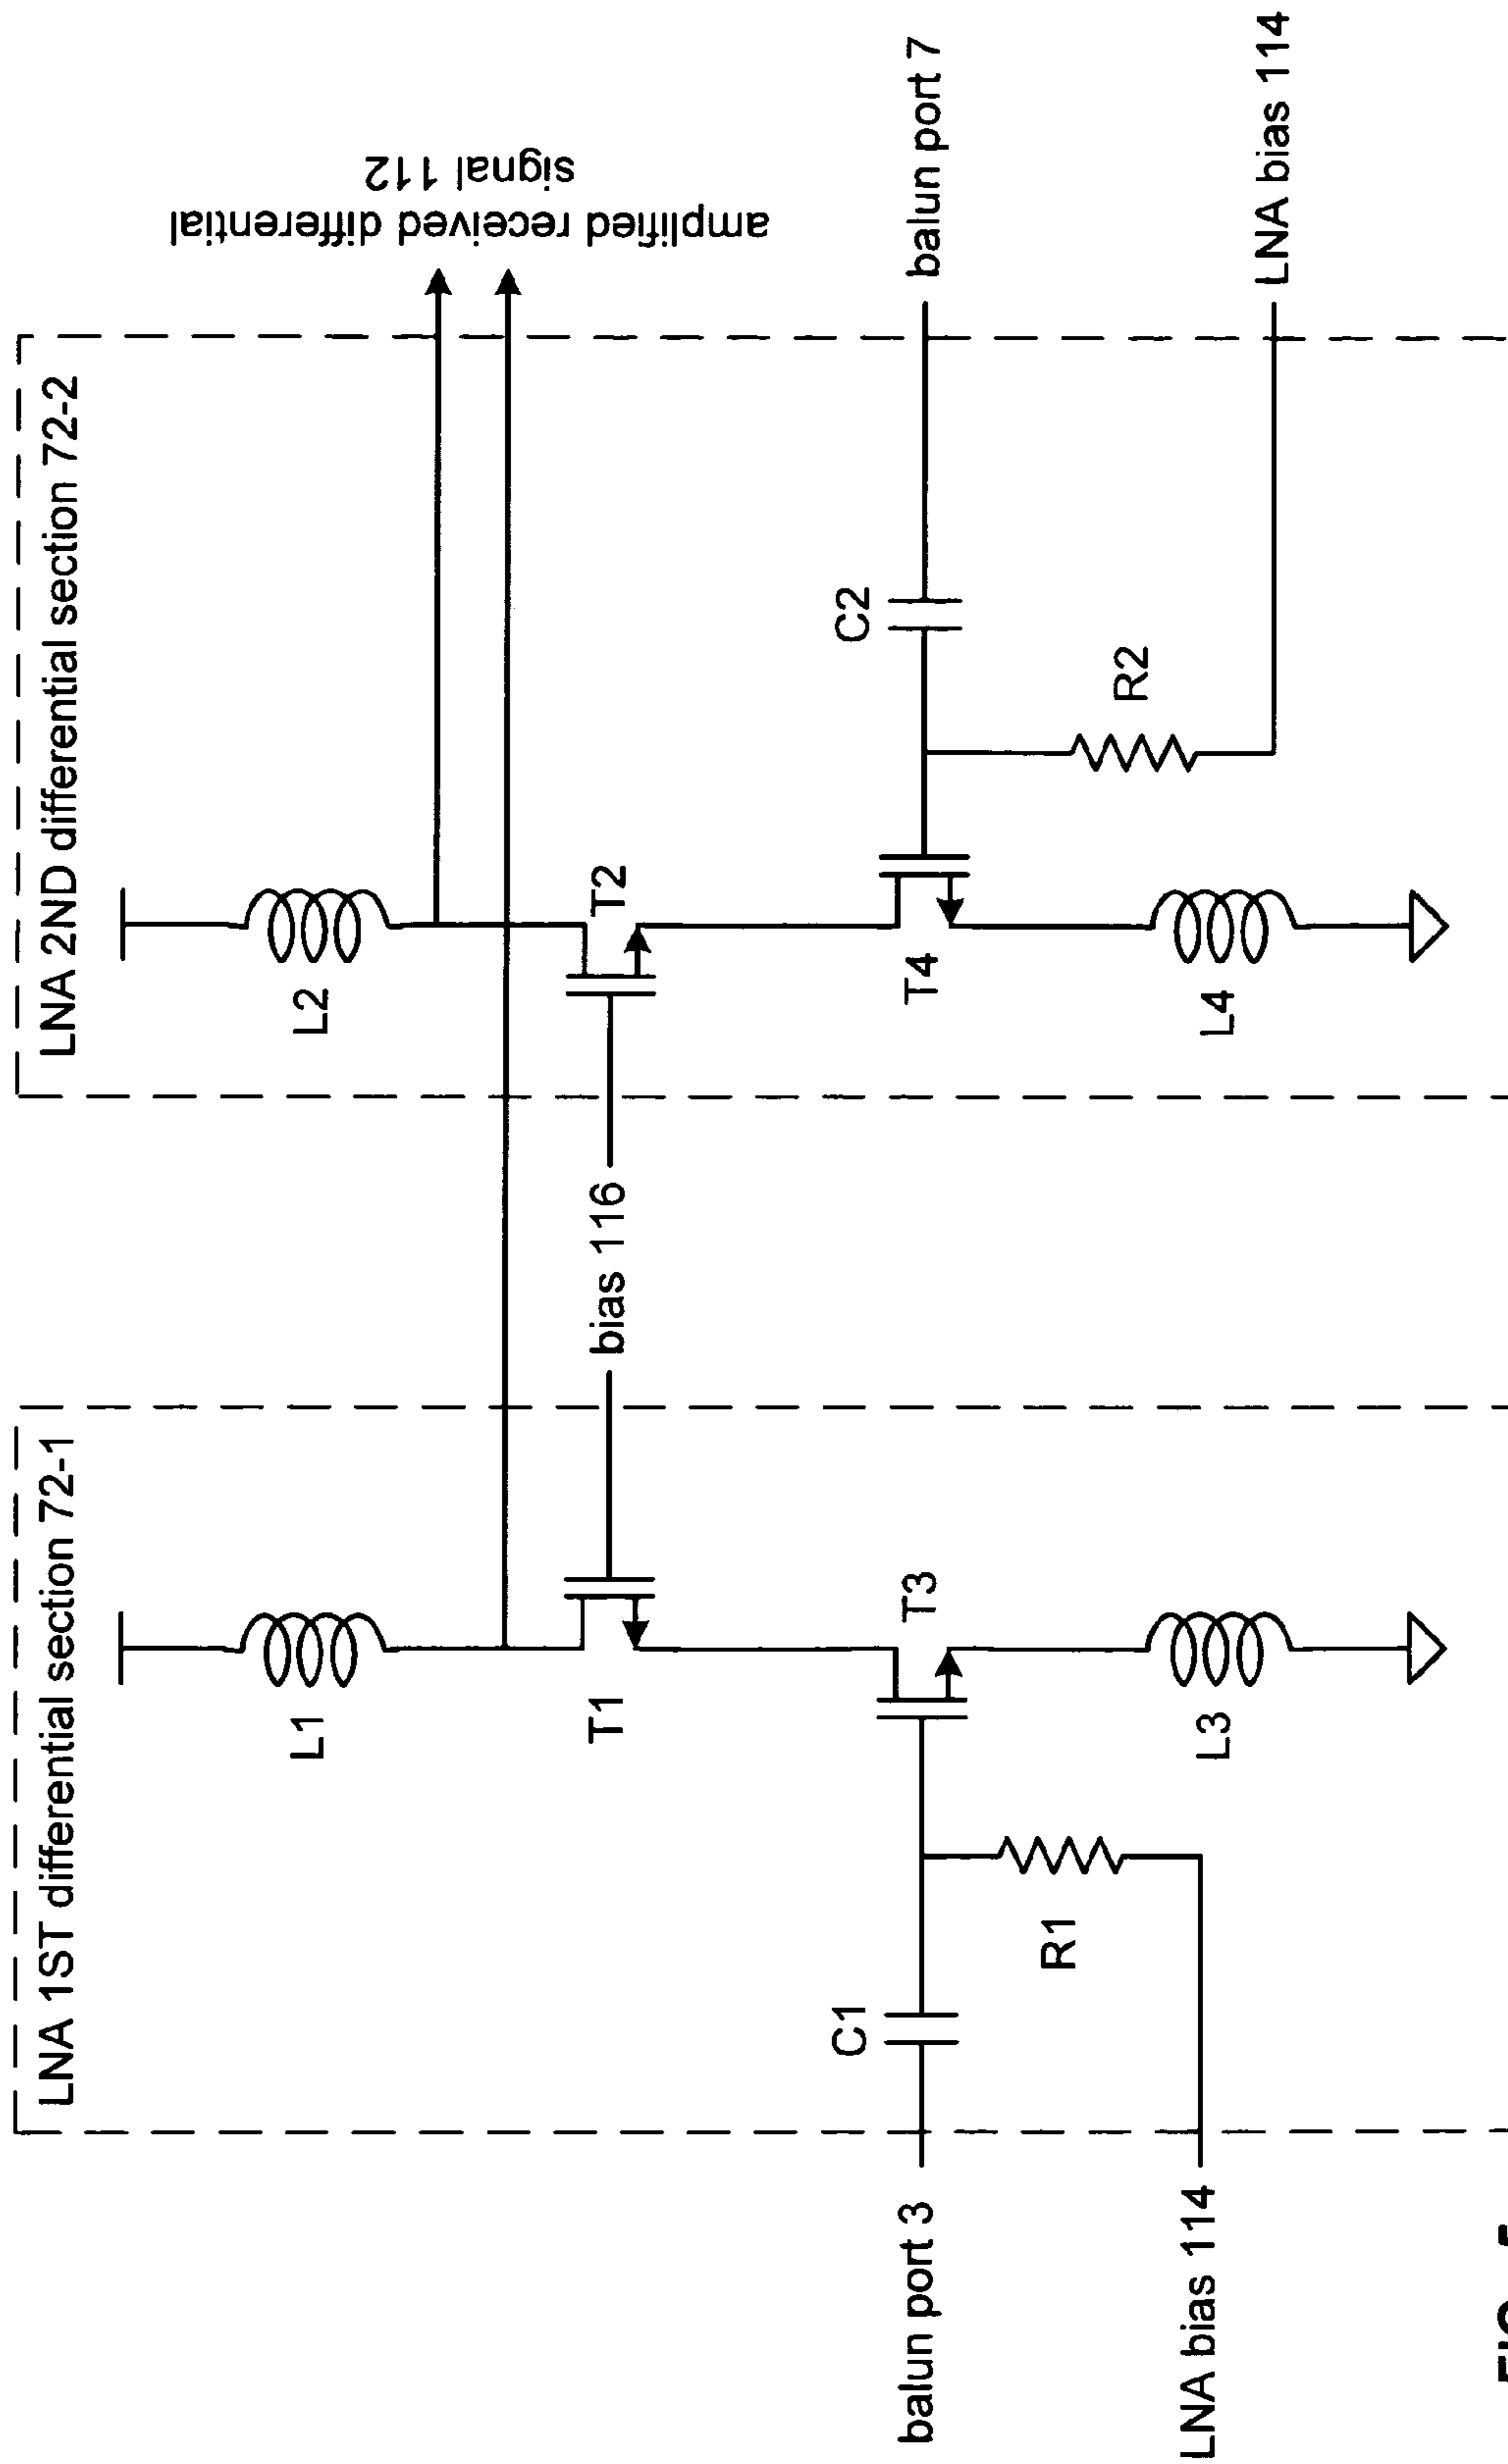 LNA 1ST differential section 72-1
LNA 2ND differential section 72-2
L1
L2
amplified received differential
signal 112
T1
bias 116
T2
C1
T3
T4
C2
balun port 3
balun port 7
R1
R2
L3
L4
LNA bias 114
LNA bias 114